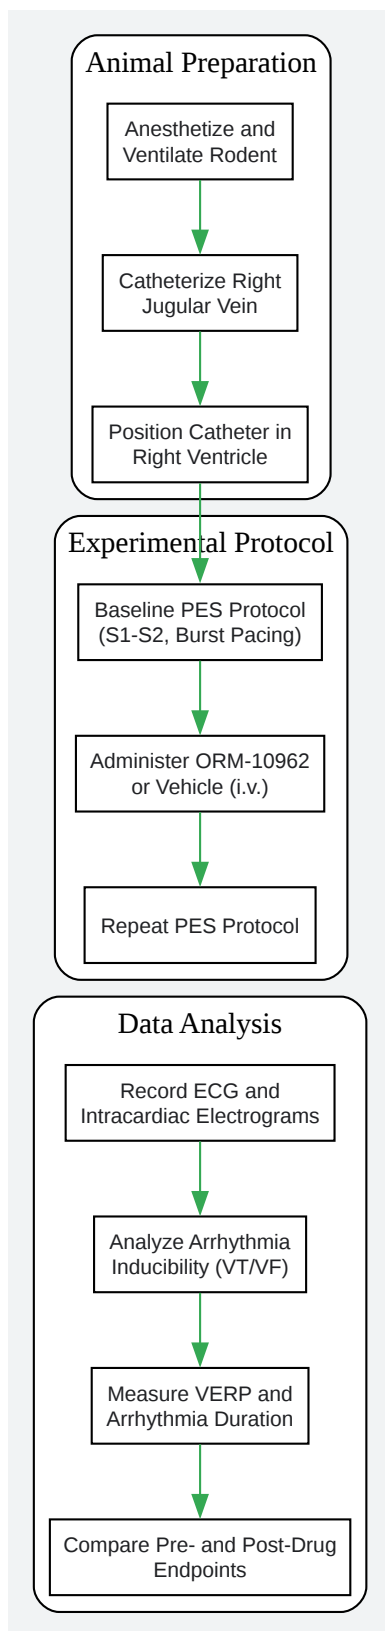 Animal Preparation
Anesthetize and
Ventilate Rodent
Catheterize Right
Jugular Vein
Position Catheter in
Right Ventricle
Experimental Protocol
Baseline PES Protocol
(S1-S2, Burst Pacing)
Administer ORM-10962
or Vehicle (i.v.)
Repeat PES Protocol
Data Analysis
Record ECG and
Intracardiac Electrograms
Analyze Arrhythmia
Inducibility (VT/VF)
Measure VERP and
Arrhythmia Duration
Compare Pre- and Post-Drug
Endpoints